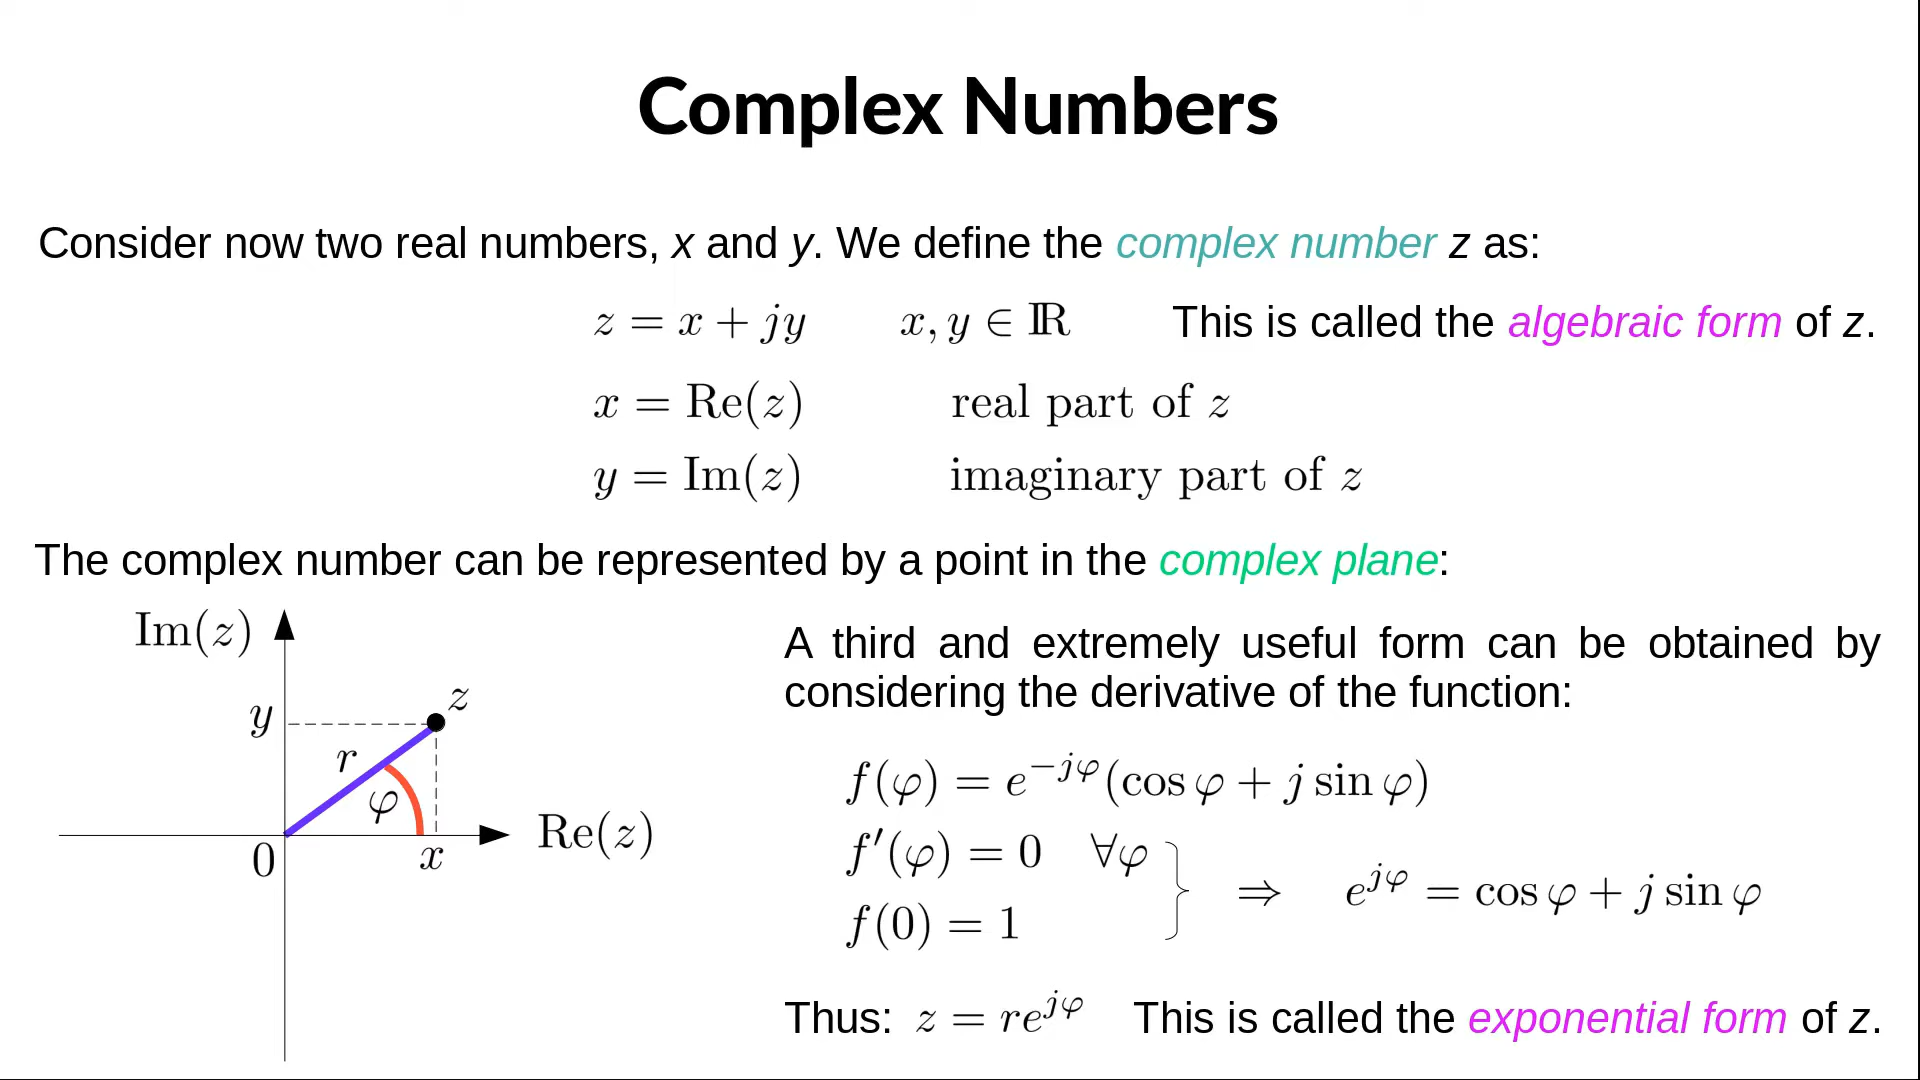 Complex Numbers
Consider now two real numbers, x and y. We define the complex number z as:
z = x + jy x, y ∈ ℝ This is called the algebraic form of z.
x = Re(z) real part of z
y = Im(z) imaginary part of z
The complex number can be represented by a point in the complex plane:
Im(z)
y
z
r
φ
0
x
Re(z)
A third and extremely useful form can be obtained by
considering the derivative of the function:
f(φ) = e^{−jφ}(cos φ + j sin φ)
f′(φ) = 0 ∀φ
f(0) = 1
⇒ e^{jφ} = cos φ + j sin φ
Thus: z = re^{jφ} This is called the exponential form of z.